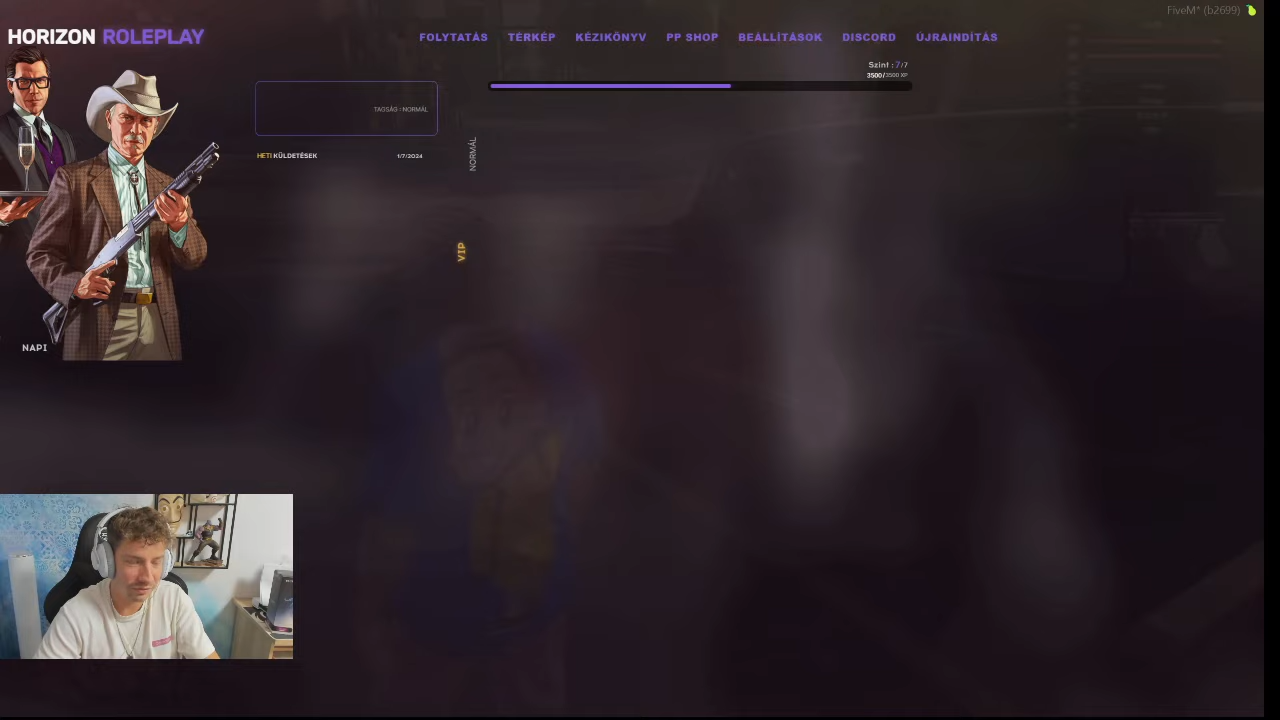 FiveM* (b2699)
HORIZON ROLEPLAY
FOLYTATÁS TÉRKÉP KÉZIKÖNYV PP SHOP BEÁLLÍTÁSOK DISCORD ÚJRAINDÍTÁS
Szint : 7/7
3500/3500 XP
TAGSÁG : NORMÁL
HETI KÜLDETÉSEK 1/7/2024
NORMÁL
VIP
NAPI